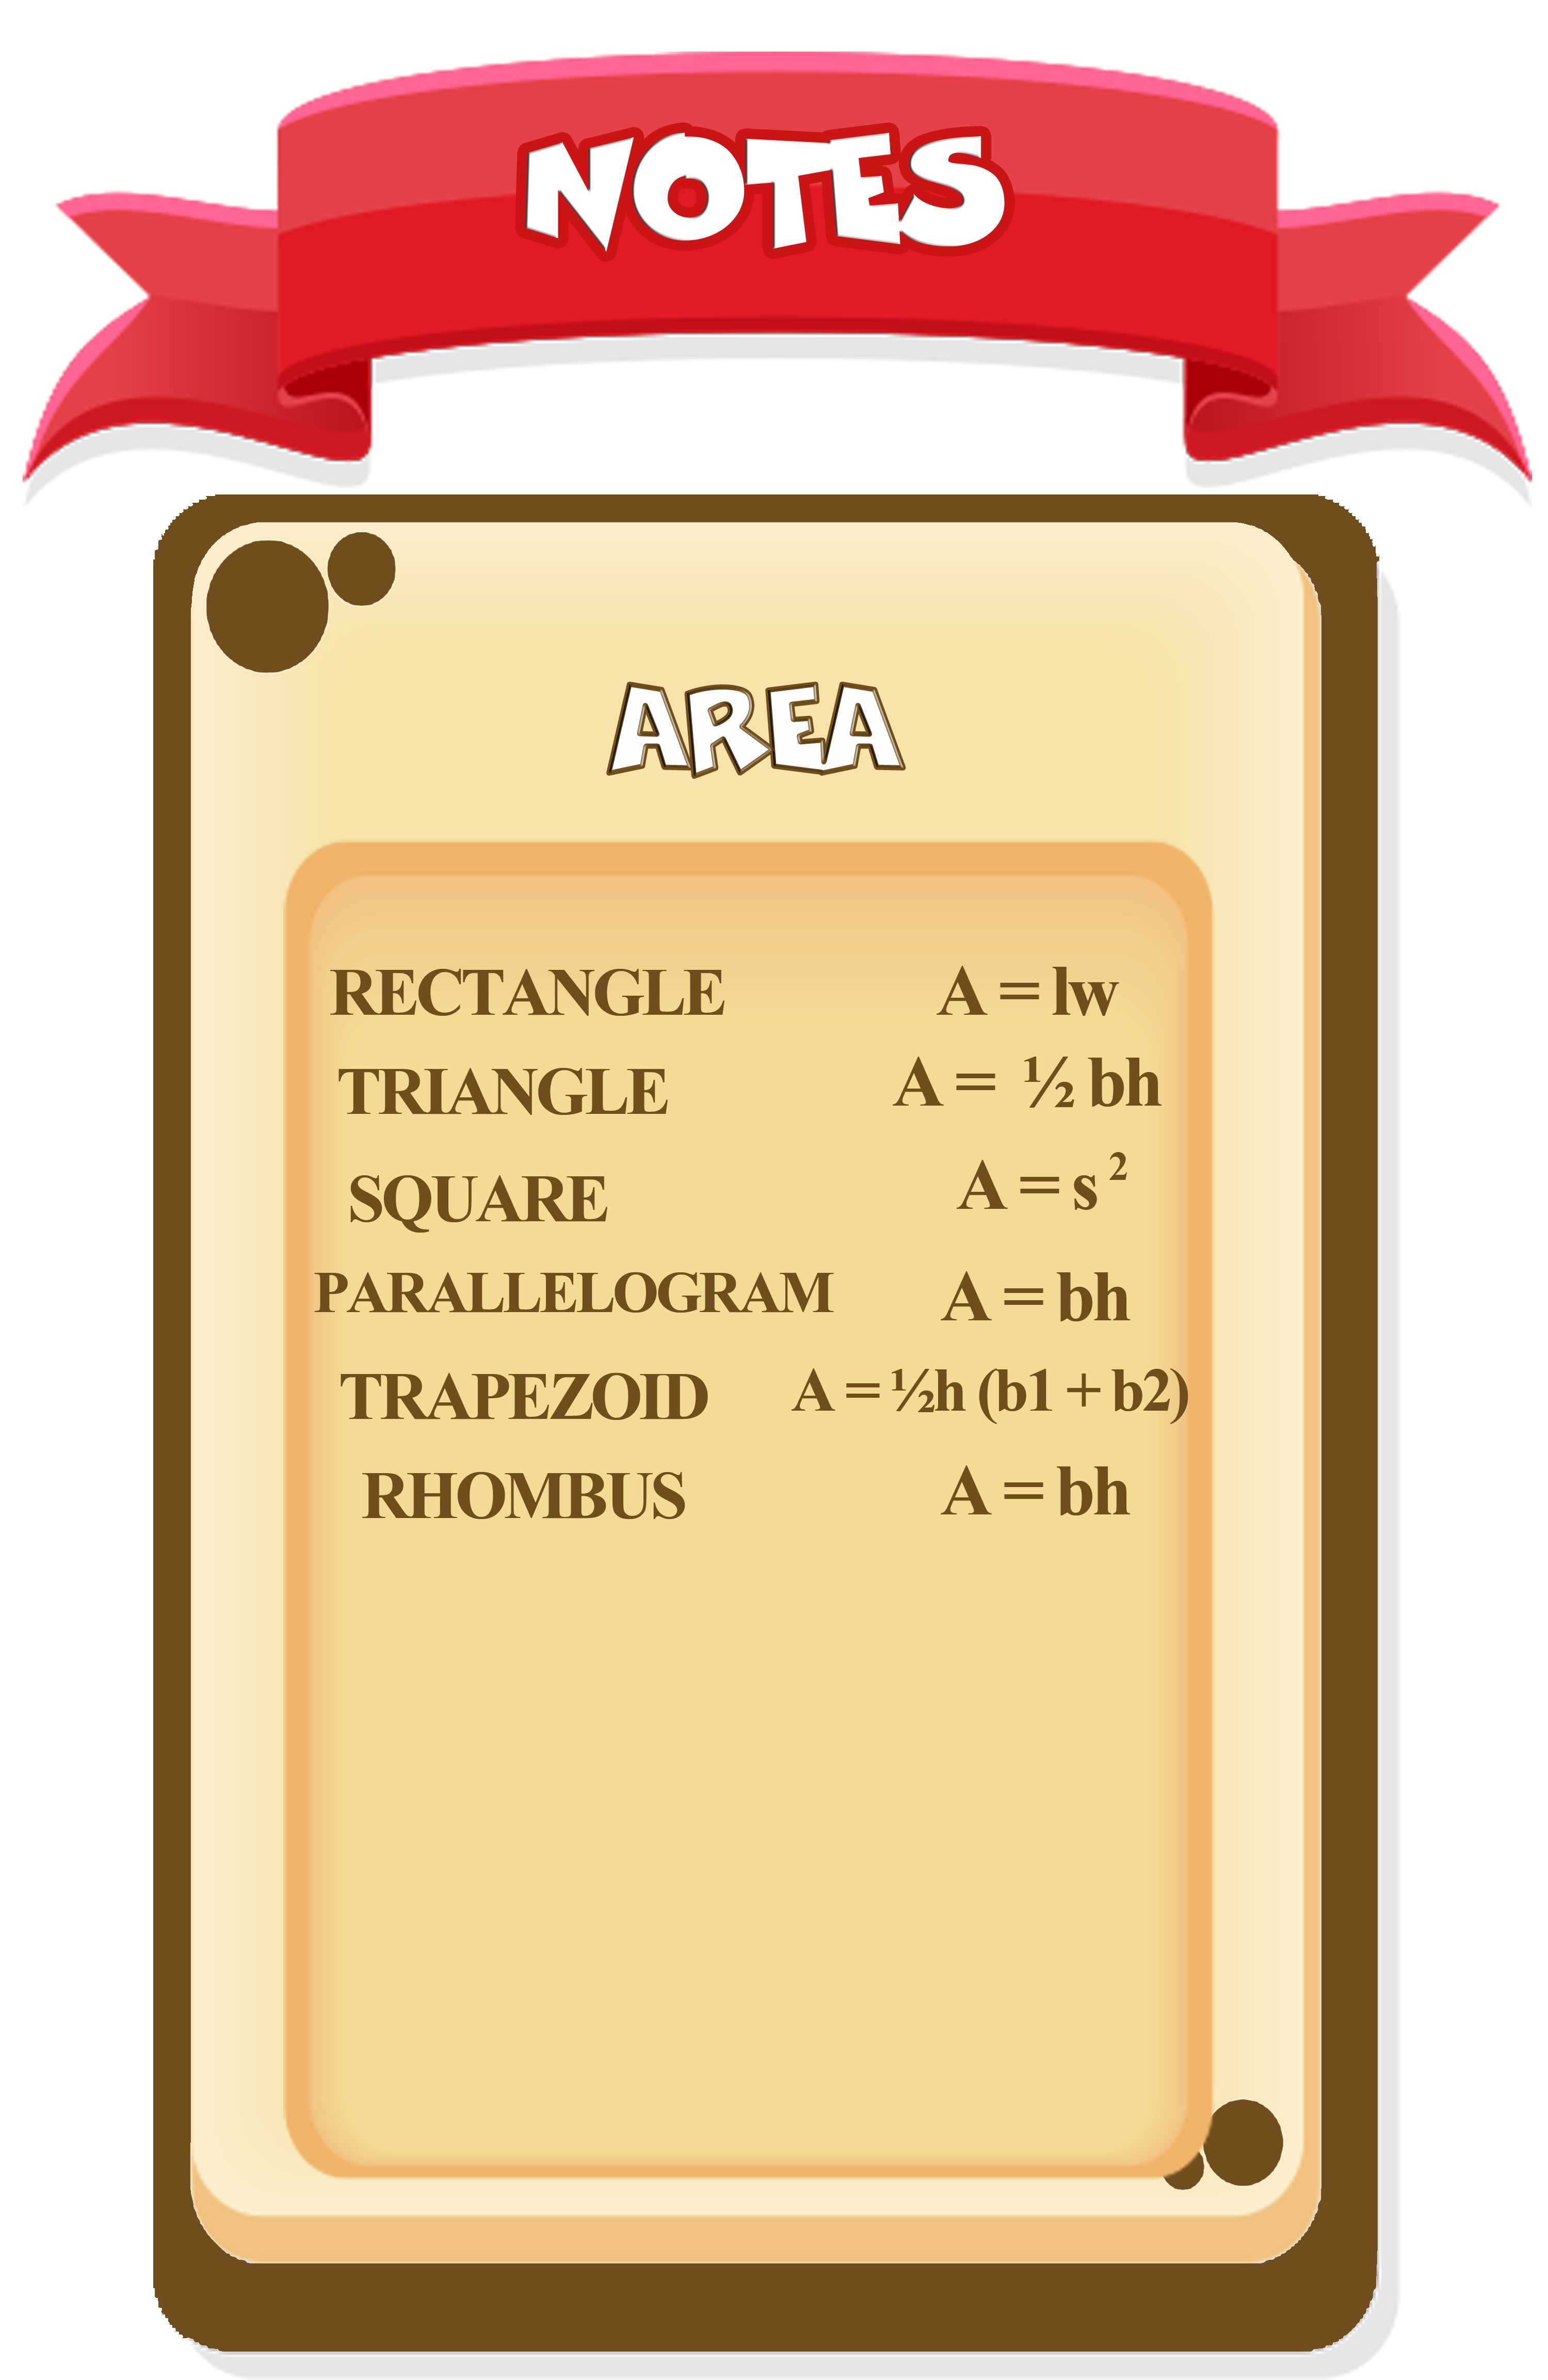 NOTES
AREA
RECTANGLE A = lw
TRIANGLE A = ½ bh
SQUARE A = s ²
PARALLELOGRAM A = bh
TRAPEZOID A = ½h (b1 + b2)
RHOMBUS A = bh